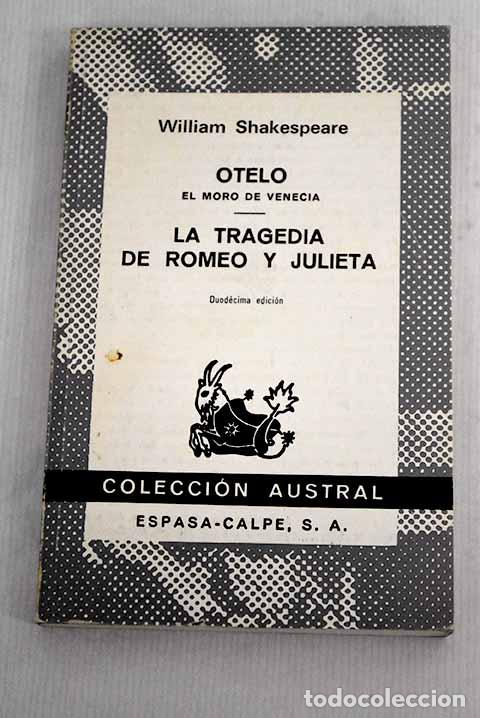 William Shakespeare
OTELO
EL MORO DE VENECIA
LA TRAGEDIA
DE ROMEO Y JULIETA
Duodécima edición
COLECCIÓN AUSTRAL
ESPASA-CALPE, S. A.
todocoleccion